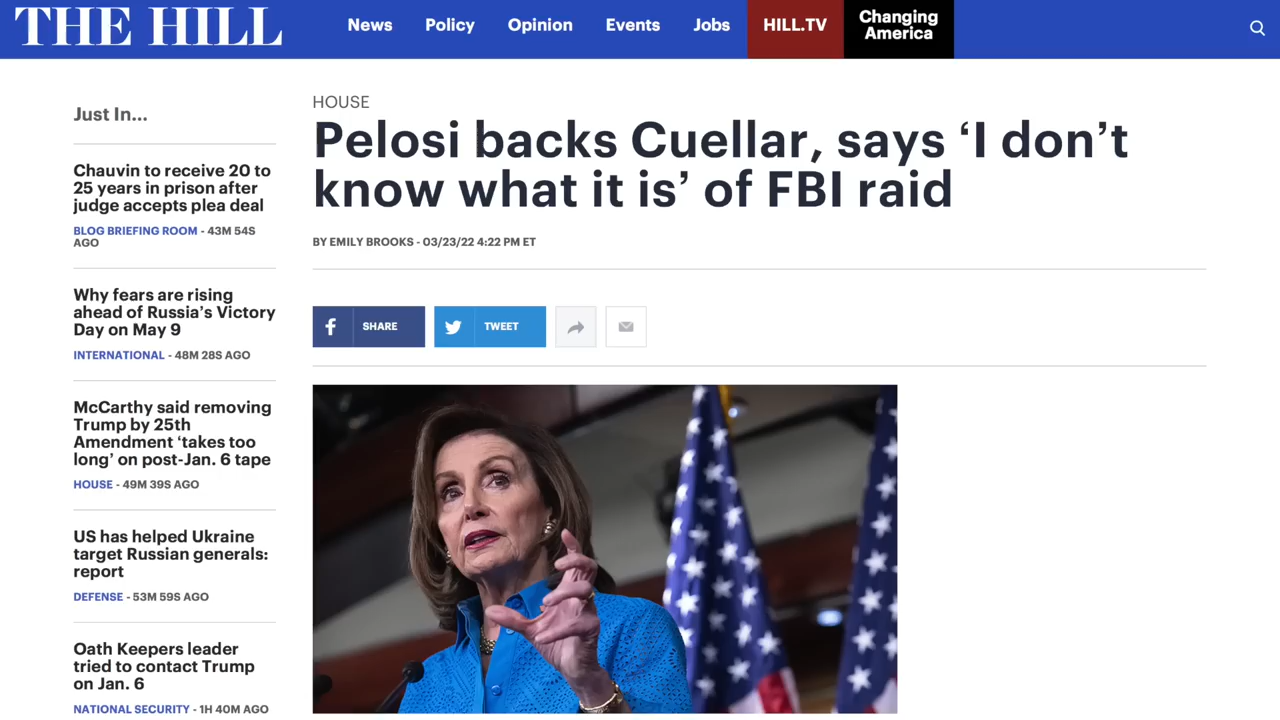 THE HILL
News
Policy
Opinion
Events
Jobs
HILL.TV
Changing
America
Just In...
Chauvin to receive 20 to
25 years in prison after
judge accepts plea deal
BLOG BRIEFING ROOM - 43M 54S
AGO
Why fears are rising
ahead of Russia's Victory
Day on May 9
INTERNATIONAL - 48M 28S AGO
McCarthy said removing
Trump by 25th
Amendment ‘takes too
long’ on post-Jan. 6 tape
HOUSE - 49M 39S AGO
US has helped Ukraine
target Russian generals:
report
DEFENSE - 53M 59S AGO
Oath Keepers leader
tried to contact Trump
on Jan. 6
NATIONAL SECURITY - 1H 40M AGO
HOUSE
Pelosi backs Cuellar, says ‘I don’t
know what it is’ of FBI raid
BY EMILY BROOKS - 03/23/22 4:22 PM ET
SHARE
TWEET